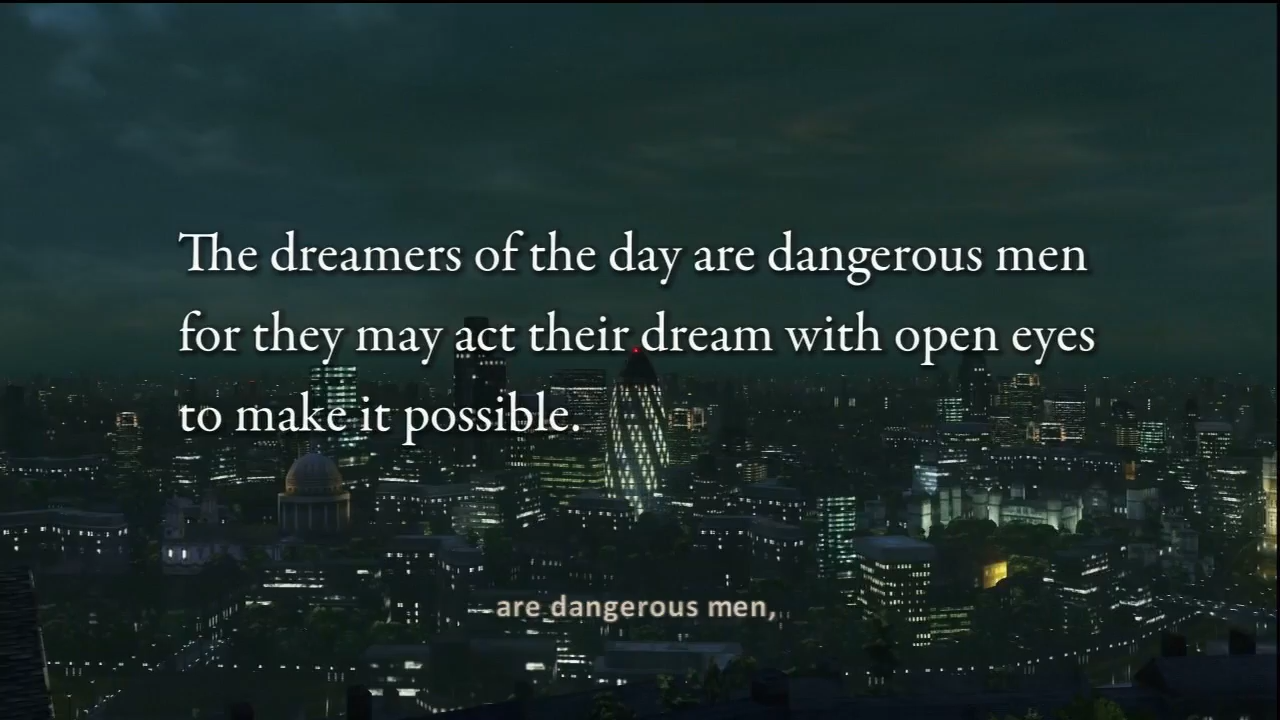 The dreamers of the day are dangerous men
for they may act their dream with open eyes
to make it possible.
are dangerous men,